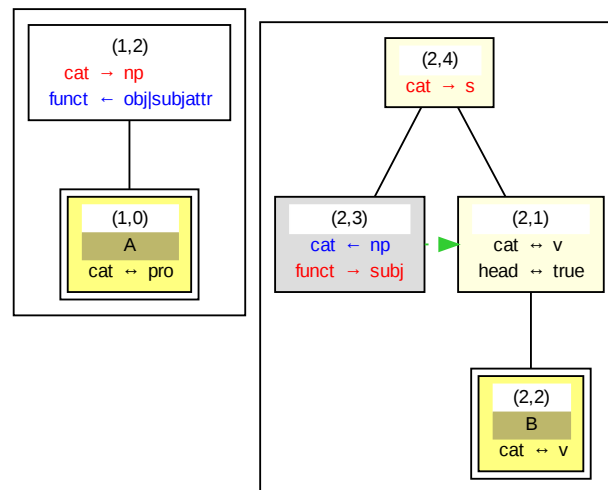 (1,2)
cat → np
funct ← obj|subjattr
(1,0)
A
cat ↔ pro
(2,4)
cat → s
(2,3)
cat ← np
funct → subj
(2,1)
cat ↔ v
head ↔ true
(2,2)
B
cat ↔ v